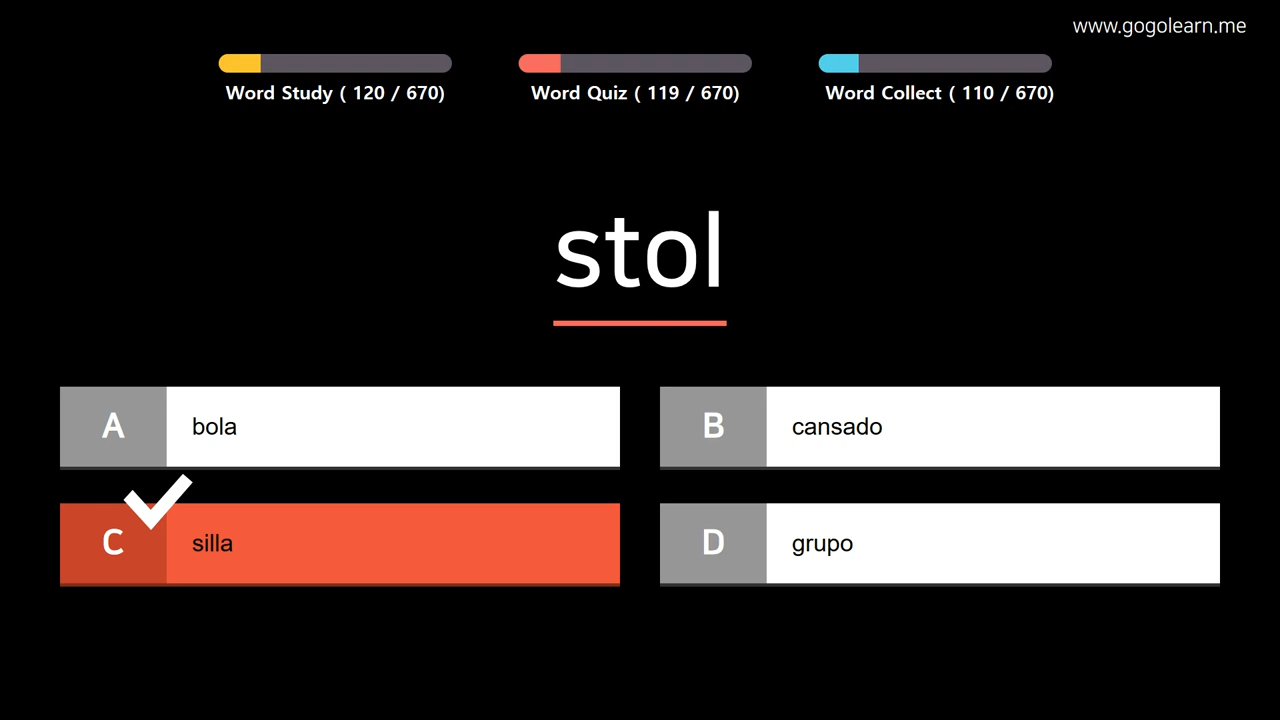 www.gogolearn.me
Word Study ( 120 / 670)
Word Quiz ( 119 / 670)
Word Collect ( 110 / 670)
stol
A bola
B cansado
C silla
D grupo